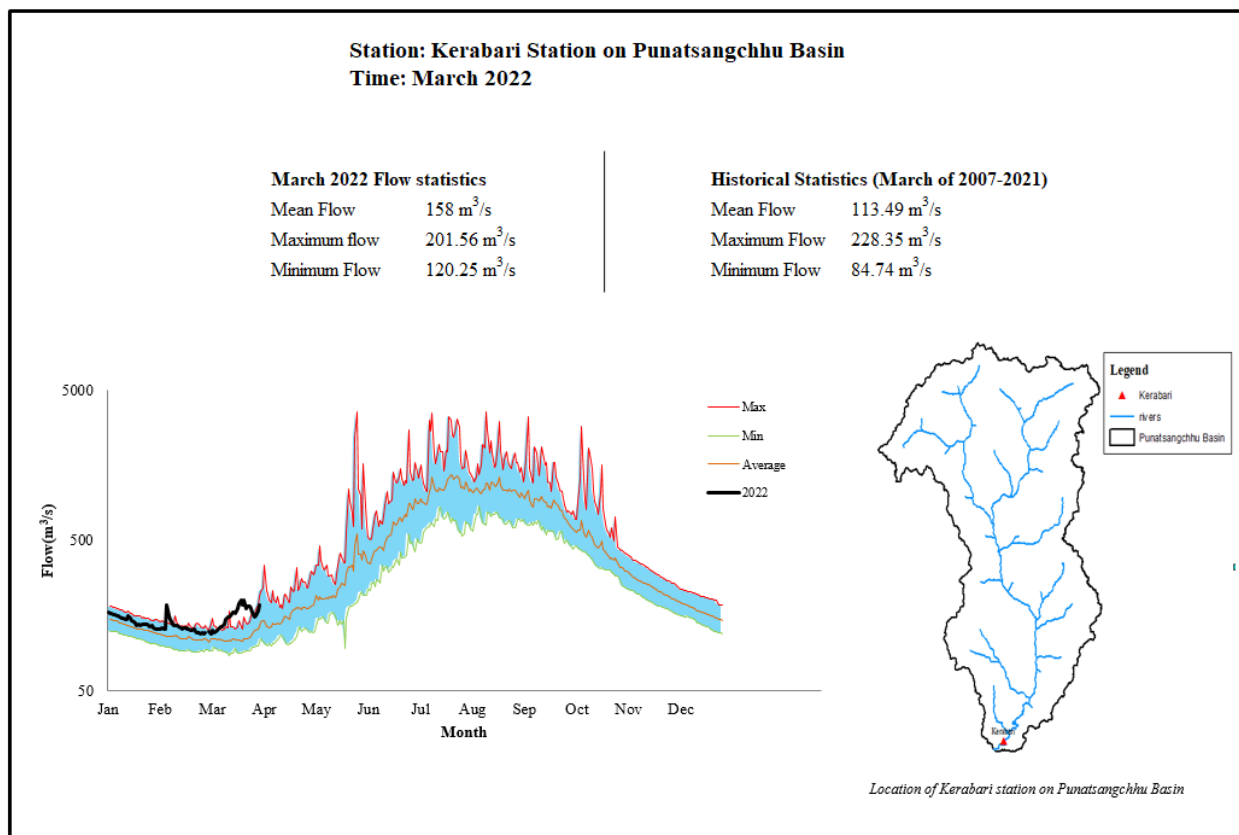 Station: Kerabari Station on Punatsangchhu Basin
Time: March 2022
March 2022 Flow statistics
Mean Flow 158 m³/s
Maximum flow 201.56 m³/s
Minimum Flow 120.25 m³/s
Historical Statistics (March of 2007-2021)
Mean Flow 113.49 m³/s
Maximum Flow 228.35 m³/s
Minimum Flow 84.74 m³/s
5000
500
50
Flow(m³/s)
Jan Feb Mar Apr May Jun Jul Aug Sep Oct Nov Dec
Month
Max
Min
Average
2022
Legend
Kerabari
rivers
Punatsangchhu Basin
Kerabari
Location of Kerabari station on Punatsangchhu Basin